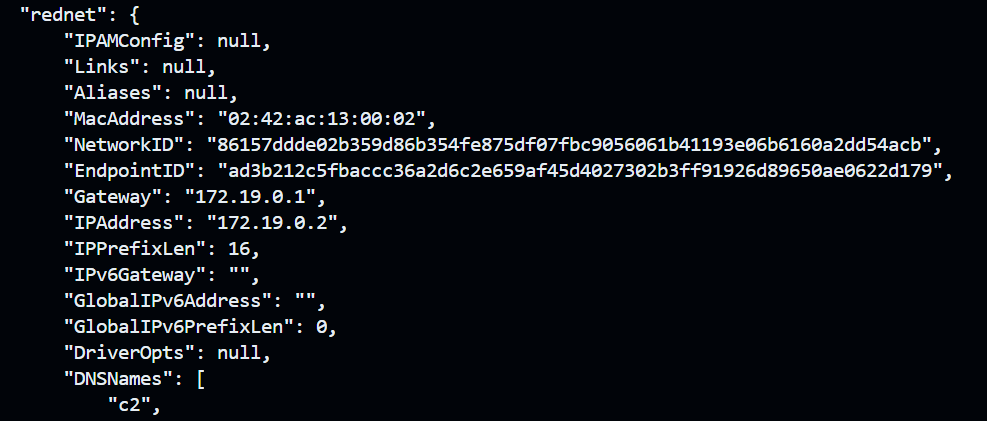 "rednet": {
"IPAMConfig": null,
"Links": null,
"Aliases": null,
"MacAddress": "02:42:ac:13:00:02",
"NetworkID": "86157ddde02b359d86b354fe875df07fbc9056061b41193e06b6160a2dd54acb",
"EndpointID": "ad3b212c5fbaccc36a2d6c2e659af45d4027302b3ff91926d89650ae0622d179",
"Gateway": "172.19.0.1",
"IPAddress": "172.19.0.2",
"IPPrefixLen": 16,
"IPv6Gateway": "",
"GlobalIPv6Address": "",
"GlobalIPv6PrefixLen": 0,
"DriverOpts": null,
"DNSNames": [
"c2",